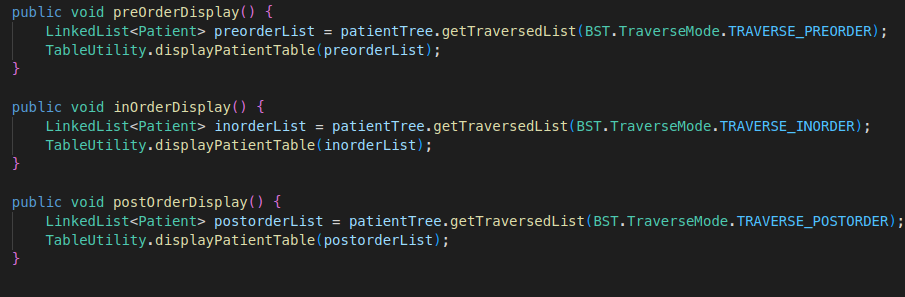 public void preOrderDisplay() {
    LinkedList<Patient> preorderList = patientTree.getTraversedList(BST.TraverseMode.TRAVERSE_PREORDER);
    TableUtility.displayPatientTable(preorderList);
}

public void inOrderDisplay() {
    LinkedList<Patient> inorderList = patientTree.getTraversedList(BST.TraverseMode.TRAVERSE_INORDER);
    TableUtility.displayPatientTable(inorderList);
}

public void postOrderDisplay() {
    LinkedList<Patient> postorderList = patientTree.getTraversedList(BST.TraverseMode.TRAVERSE_POSTORDER);
    TableUtility.displayPatientTable(postorderList);
}